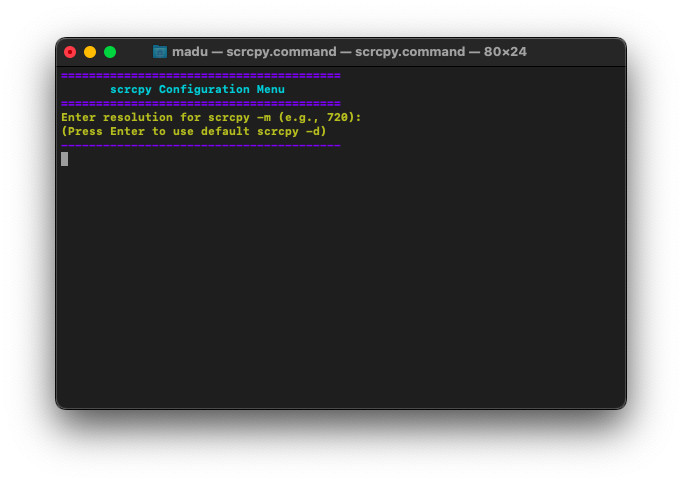 madu — scrcpy.command — scrcpy.command — 80×24
========================================
scrcpy Configuration Menu
========================================
Enter resolution for scrcpy -m (e.g., 720):
(Press Enter to use default scrcpy -d)
----------------------------------------